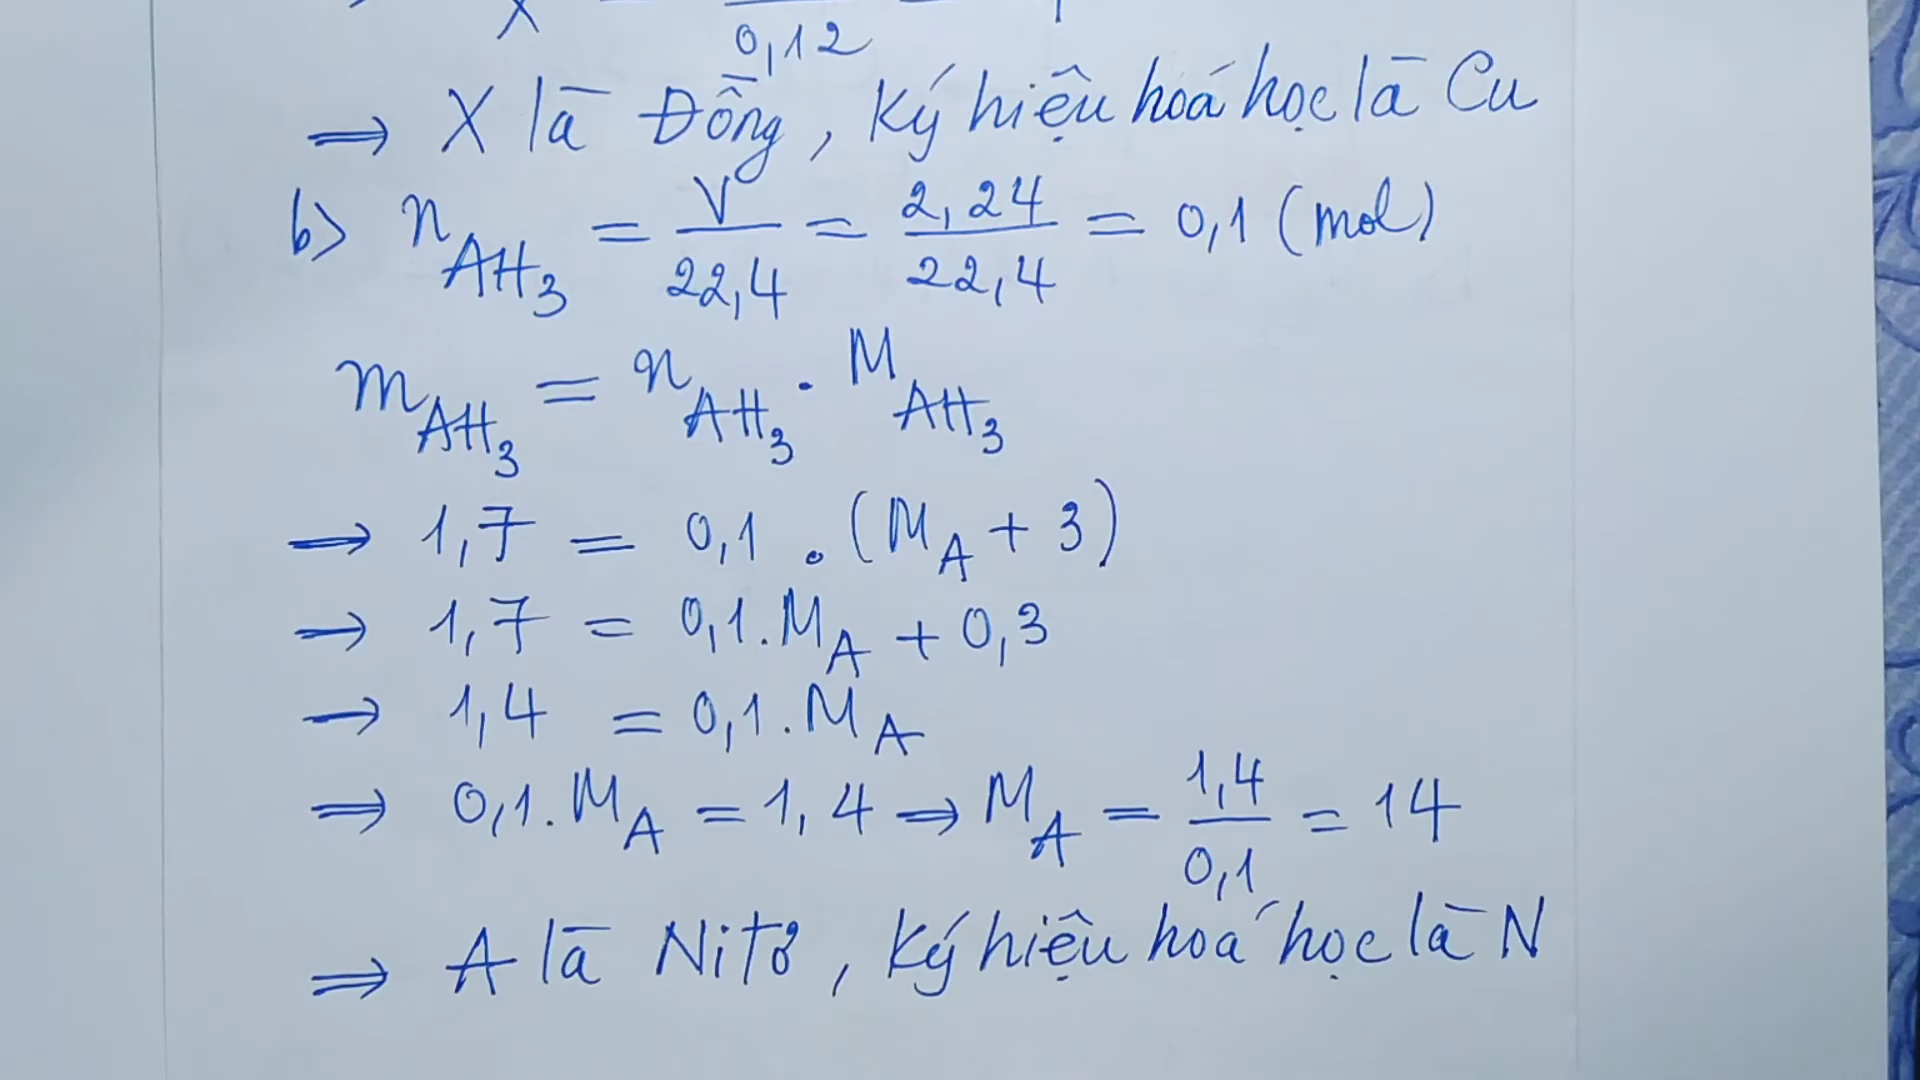 X 0,12
⇒ X là Đồng, Ký hiệu hoá học là Cu
b) n_AH₃ = V/22,4 = 2,24/22,4 = 0,1 (mol)
m_AH₃ = n_AH₃ . M_AH₃
⇒ 1,7 = 0,1 . (M_A + 3)
→ 1,7 = 0,1.M_A + 0,3
→ 1,4 = 0,1.M_A
⇒ 0,1.M_A = 1,4 ⇒ M_A = 1,4/0,1 = 14
⇒ A là Nitơ, Ký hiệu hoá học là N